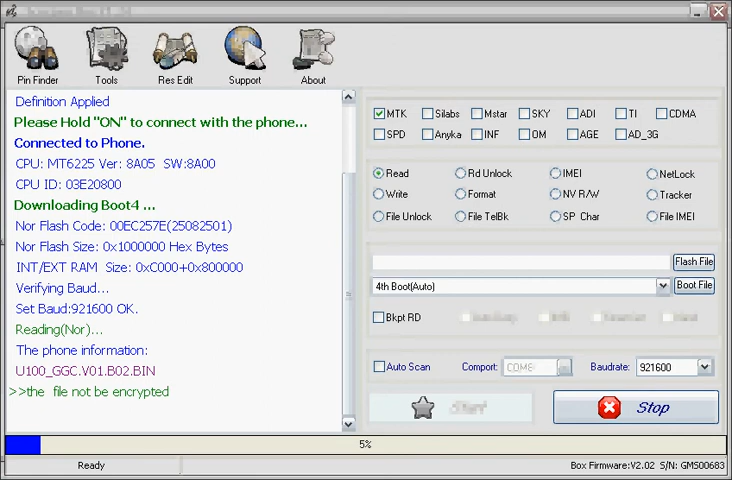 Pin Finder Tools Res Edit Support About
Definition Applied
Please Hold "ON" to connect with the phone...
Connected to Phone.
CPU: MT6225 Ver: 8A05 SW:8A00
CPU ID: 03E20800
Downloading Boot4 ...
Nor Flash Code: 00EC257E(25082501)
Nor Flash Size: 0x1000000 Hex Bytes
INT/EXT RAM Size: 0xC000+0x800000
Verifying Baud...
Set Baud:921600 OK.
Reading(Nor)...
The phone information:
U100_GGC.V01.B02.BIN
>>the file not be encrypted
MTK Silabs Mstar SKY ADI TI CDMA
SPD Anyka INF OM AGE AD_3G
Read Rd Unlock IMEI NetLock
Write Format NV R/W Tracker
File Unlock File TelBk SP Char File IMEI
Flash File
4th Boot(Auto) Boot File
Bkpt RD
Auto Scan Comport: COM8 Baudrate: 921600
Stop
5%
Ready Box Firmware:V2.02 S/N: GMS00683